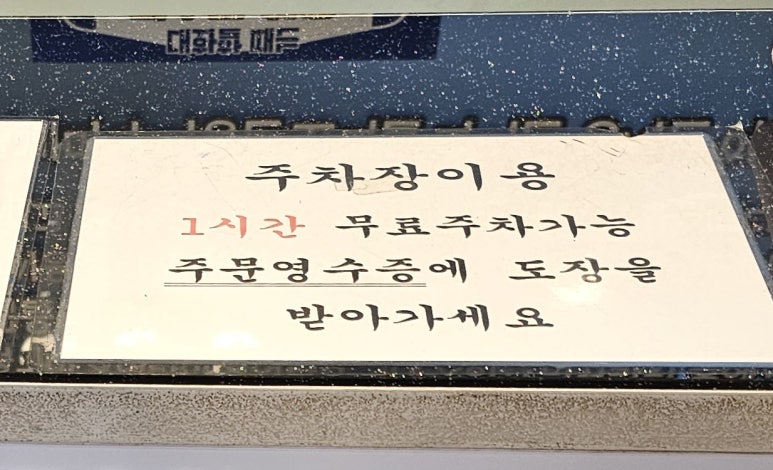 주차장이용
1시간 무료주차가능
주문영수증에 도장을
받아가세요